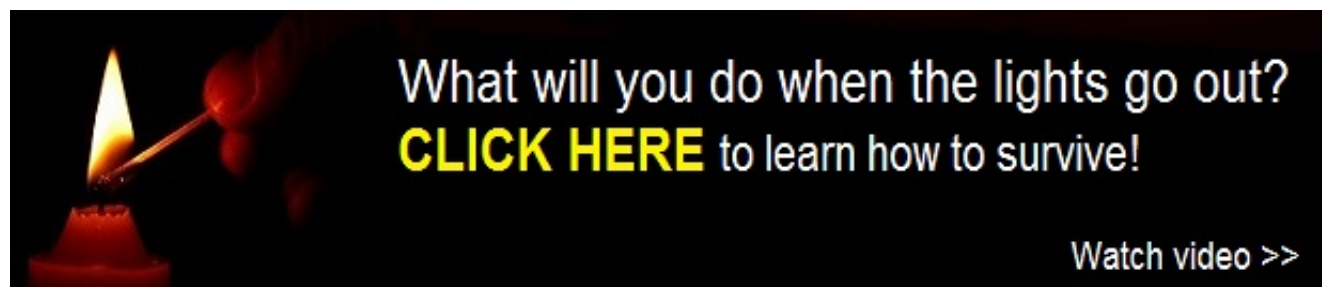 What will you do when the lights go out?
CLICK HERE to learn how to survive!
Watch video >>